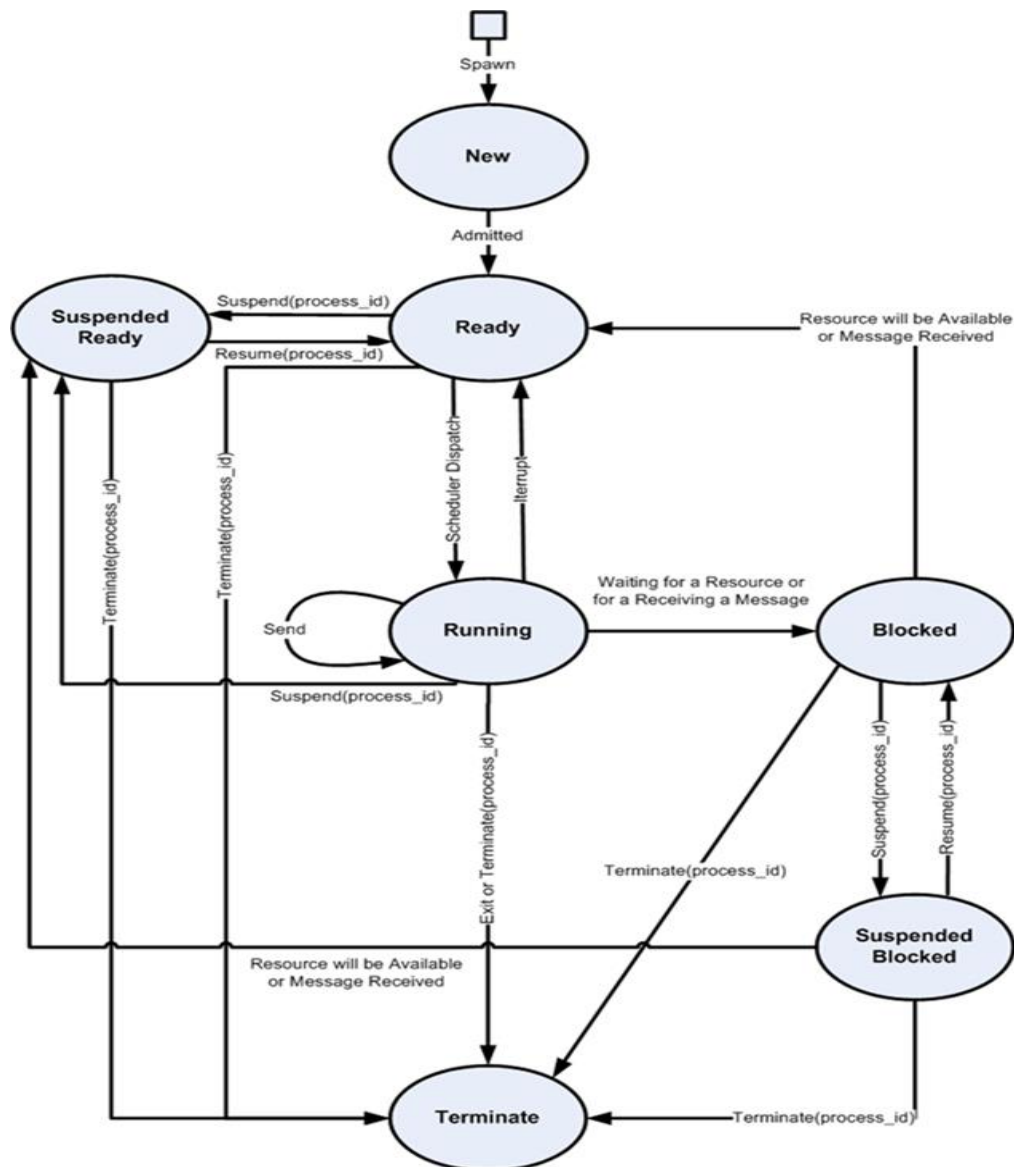 Spawn
New
Admitted
Suspended
Ready
Suspend(process_id)
Resume(process_id)
Ready
Resource will be Available
or Message Received
Terminate(process_id)
Terminate(process_id)
Scheduler Dispatch
Iterrupt
Send
Running
Waiting for a Resource or
for a Receiving a Message
Blocked
Suspend(process_id)
Exit or Terminate(process_id)
Terminate(process_id)
Suspend(process_id)
Resume(process_id)
Suspended
Blocked
Resource will be Available
or Message Received
Terminate
Terminate(process_id)